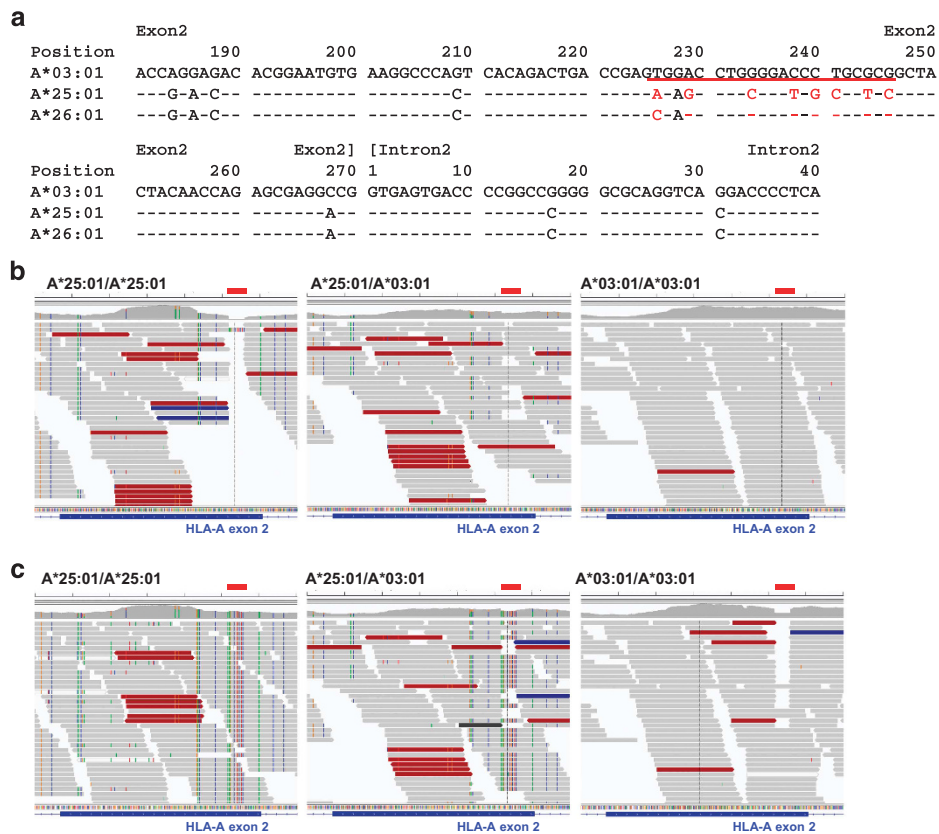 a
Exon2 Exon2
Position 190 200 210 220 230 240 250
A*03:01 ACCAGGAGAC ACGGAATGTG AAGGCCCAGT CACAGACTGA CCGAGTGGAC CTGGGGACCC TGCGCGGCTA
A*25:01 ---G-A-C-- ---------- --------C- ---------- -----A-AG- ---C---T-G C--T-C----
A*26:01 ---G-A-C-- ---------- --------C- ---------- -----C-A-- ---------- ----------
Exon2 Exon2] [Intron2 Intron2
Position 260 270 1 10 20 30 40
A*03:01 CTACAACCAG AGCGAGGCCG GTGAGTGACC CCGGCCGGGG GCGCAGGTCA GGACCCCTCA
A*25:01 ---------- -------A-- ---------- ------C--- ---------- C---------
A*26:01 ---------- -------A-- ---------- ------C--- ---------- C---------
b
A*25:01/A*25:01 A*25:01/A*03:01 A*03:01/A*03:01
HLA-A exon 2 HLA-A exon 2 HLA-A exon 2
c
A*25:01/A*25:01 A*25:01/A*03:01 A*03:01/A*03:01
HLA-A exon 2 HLA-A exon 2 HLA-A exon 2